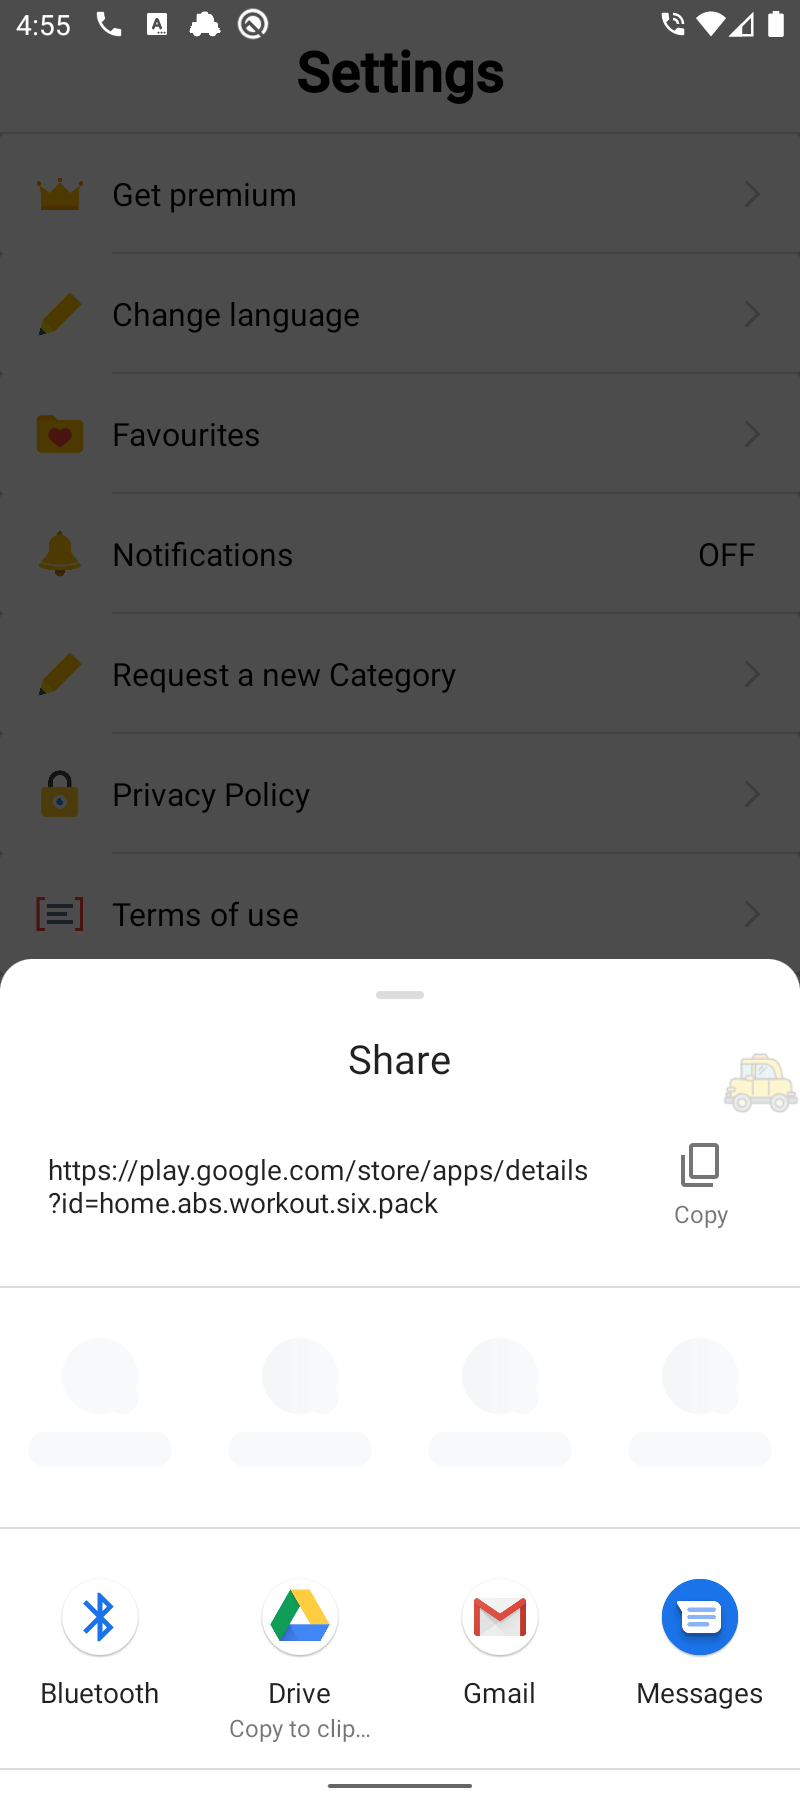 4:55
Settings
Get premium
Change language
Favourites
Notifications OFF
Request a new Category
Privacy Policy
Terms of use
Share
https://play.google.com/store/apps/details
?id=home.abs.workout.six.pack
Copy
Bluetooth Drive Gmail Messages
Copy to clip…